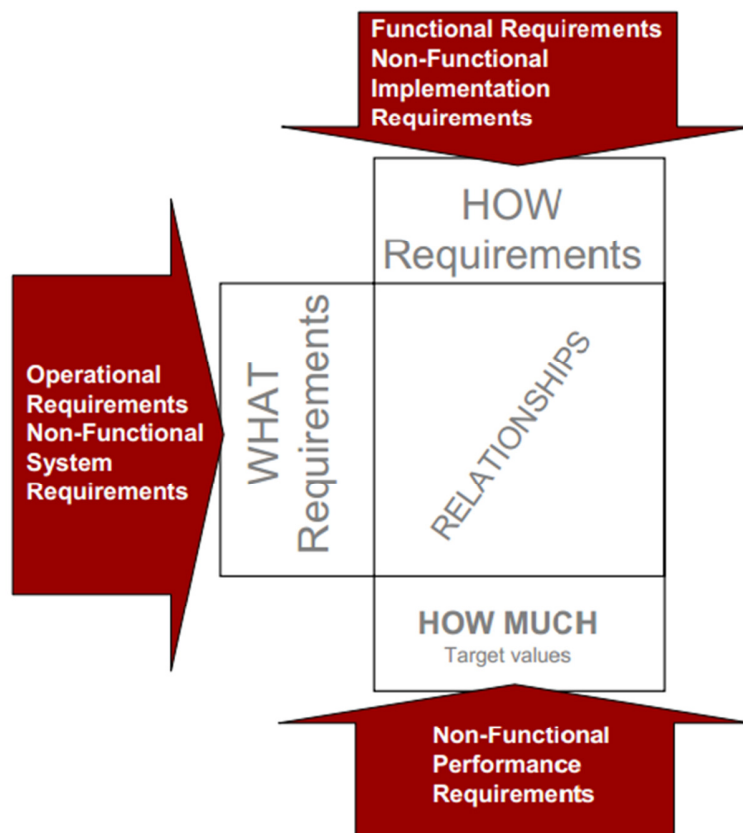 Functional Requirements
Non-Functional
Implementation
Requirements
HOW
Requirements
Operational
Requirements
Non-Functional
System
Requirements
WHAT
Requirements
RELATIONSHIPS
HOW MUCH
Target values
Non-Functional
Performance
Requirements